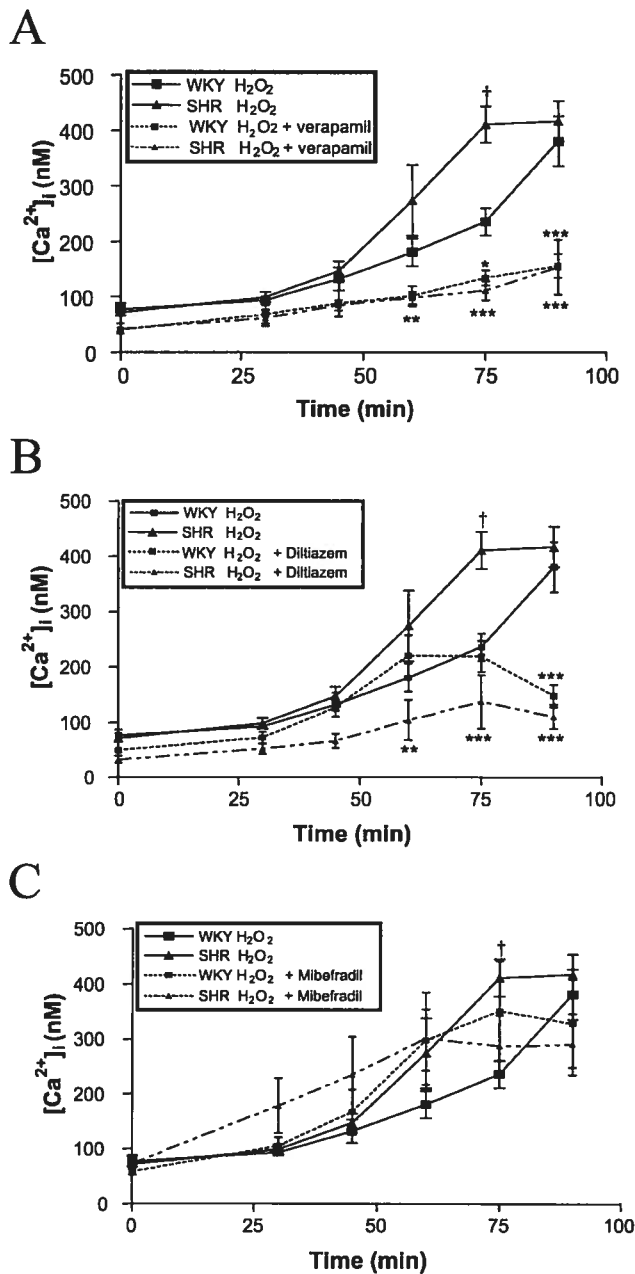 A
500
400
300
200
100
0
[Ca²⁺]ᵢ (nM)
WKY H₂O₂
SHR H₂O₂
WKY H₂O₂ + verapamil
SHR H₂O₂ + verapamil
†
***
*
**
***
***
0 25 50 75 100
Time (min)
B
500
400
300
200
100
0
[Ca²⁺]ᵢ (nM)
WKY H₂O₂
SHR H₂O₂
WKY H₂O₂ + Diltiazem
SHR H₂O₂ + Diltiazem
†
***
**
***
***
0 25 50 75 100
Time (min)
C
500
400
300
200
100
0
[Ca²⁺]ᵢ (nM)
WKY H₂O₂
SHR H₂O₂
WKY H₂O₂ + Mibefradil
SHR H₂O₂ + Mibefradil
†
0 25 50 75 100
Time (min)